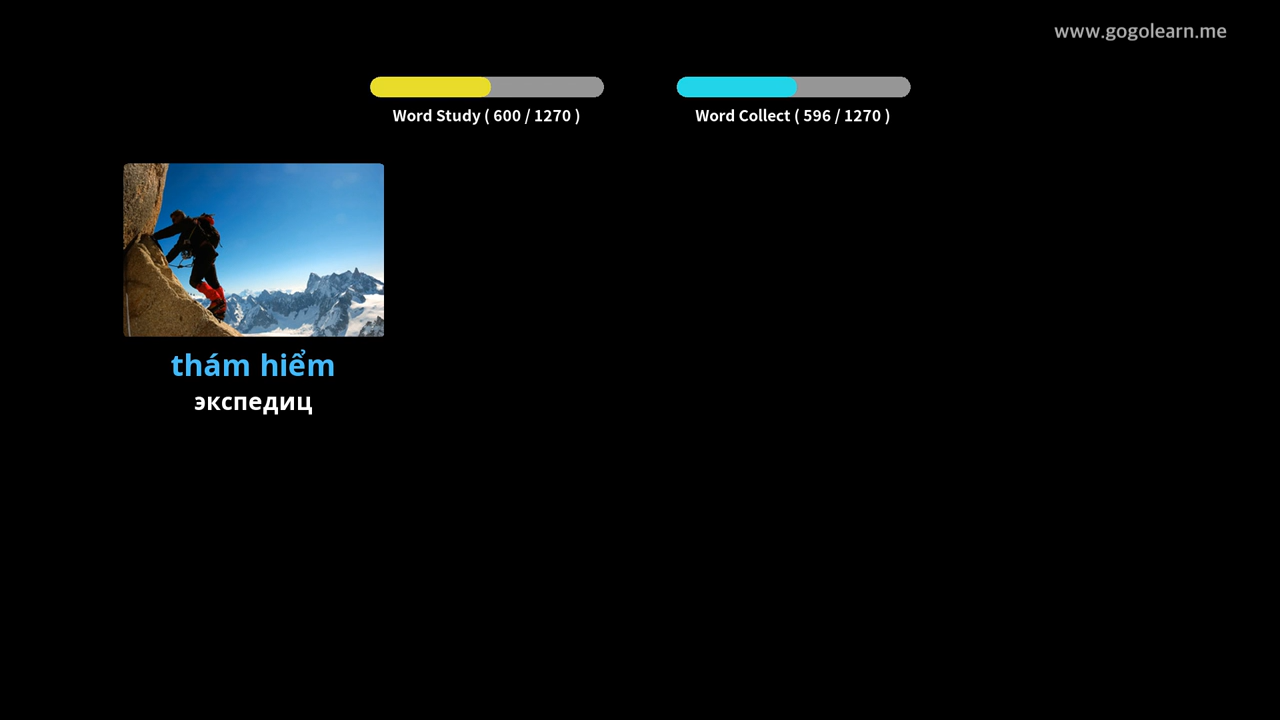 www.gogolearn.me
Word Study ( 600 / 1270 )
Word Collect ( 596 / 1270 )
thám hiểm
экспедиц